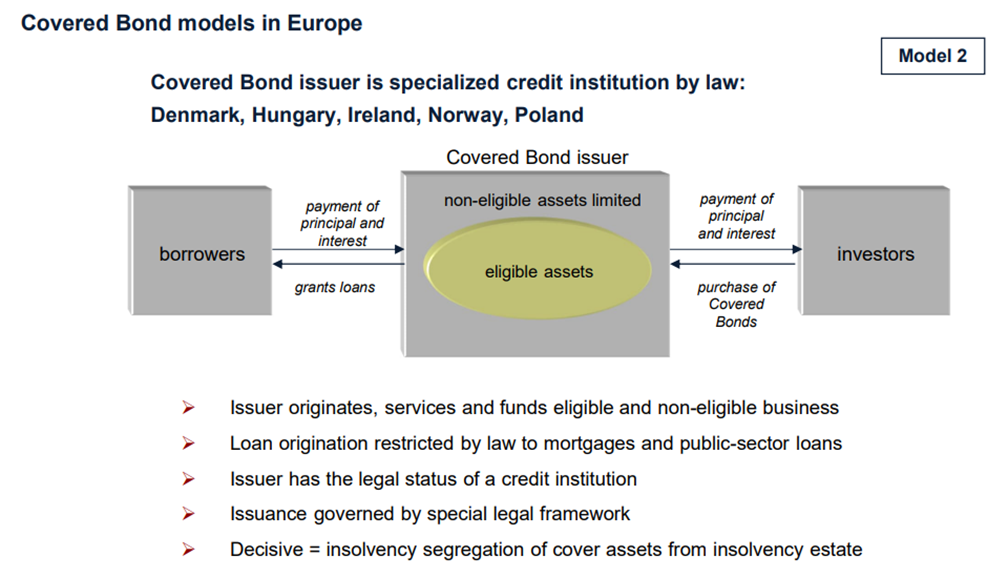 Covered Bond models in Europe
Model 2
Covered Bond issuer is specialized credit institution by law:
Denmark, Hungary, Ireland, Norway, Poland
Covered Bond issuer
borrowers
payment of
principal and
interest
grants loans
non-eligible assets limited
eligible assets
payment of
principal
and interest
purchase of
Covered
Bonds
investors
Issuer originates, services and funds eligible and non-eligible business
Loan origination restricted by law to mortgages and public-sector loans
Issuer has the legal status of a credit institution
Issuance governed by special legal framework
Decisive = insolvency segregation of cover assets from insolvency estate